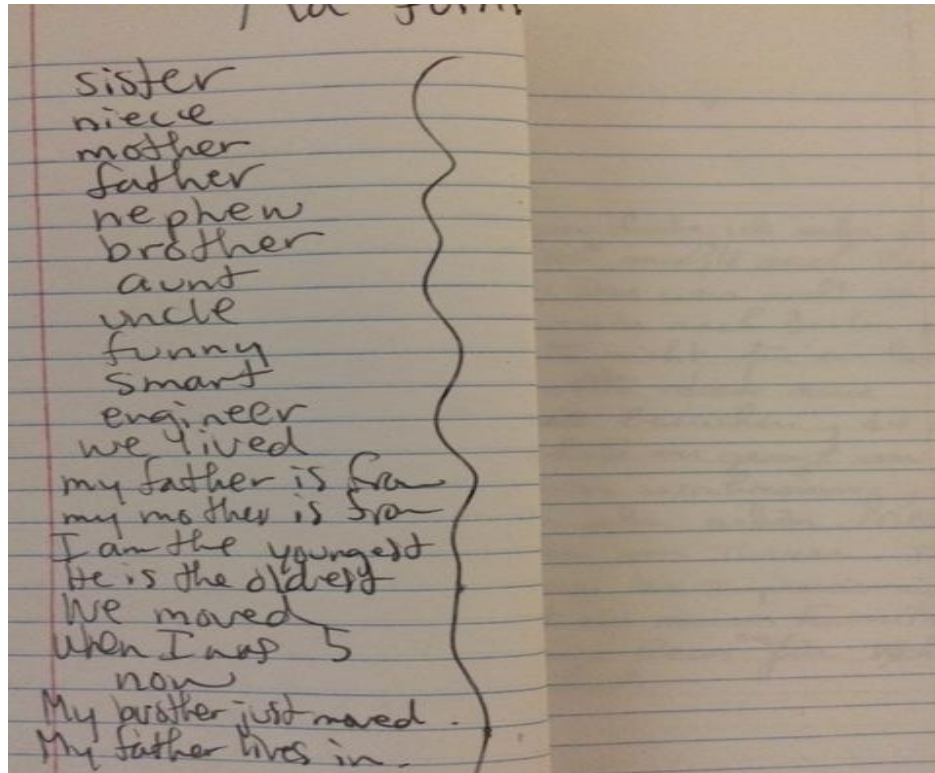 sister
niece
mother
father
nephew
brother
aunt
uncle
funny
smart
engineer
we lived
my father is from
my mother is from
I am the youngest
He is the oldest
We moved
When I was 5
now
My brother just moved.
My father lives in.